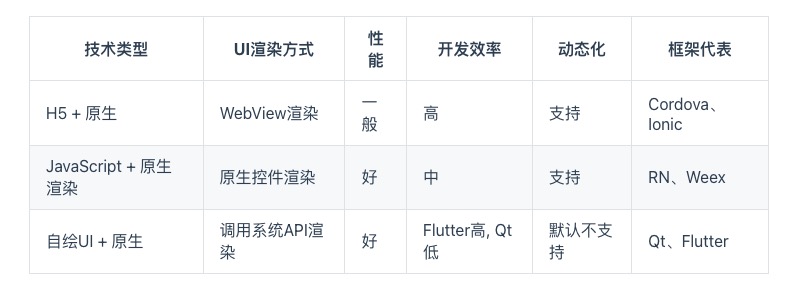 技术类型 UI渲染方式 性能 开发效率 动态化 框架代表
H5 + 原生 WebView渲染 一般 高 支持 Cordova、Ionic
JavaScript + 原生渲染 原生控件渲染 好 中 支持 RN、Weex
自绘UI + 原生 调用系统API渲染 好 Flutter高, Qt低 默认不支持 Qt、Flutter